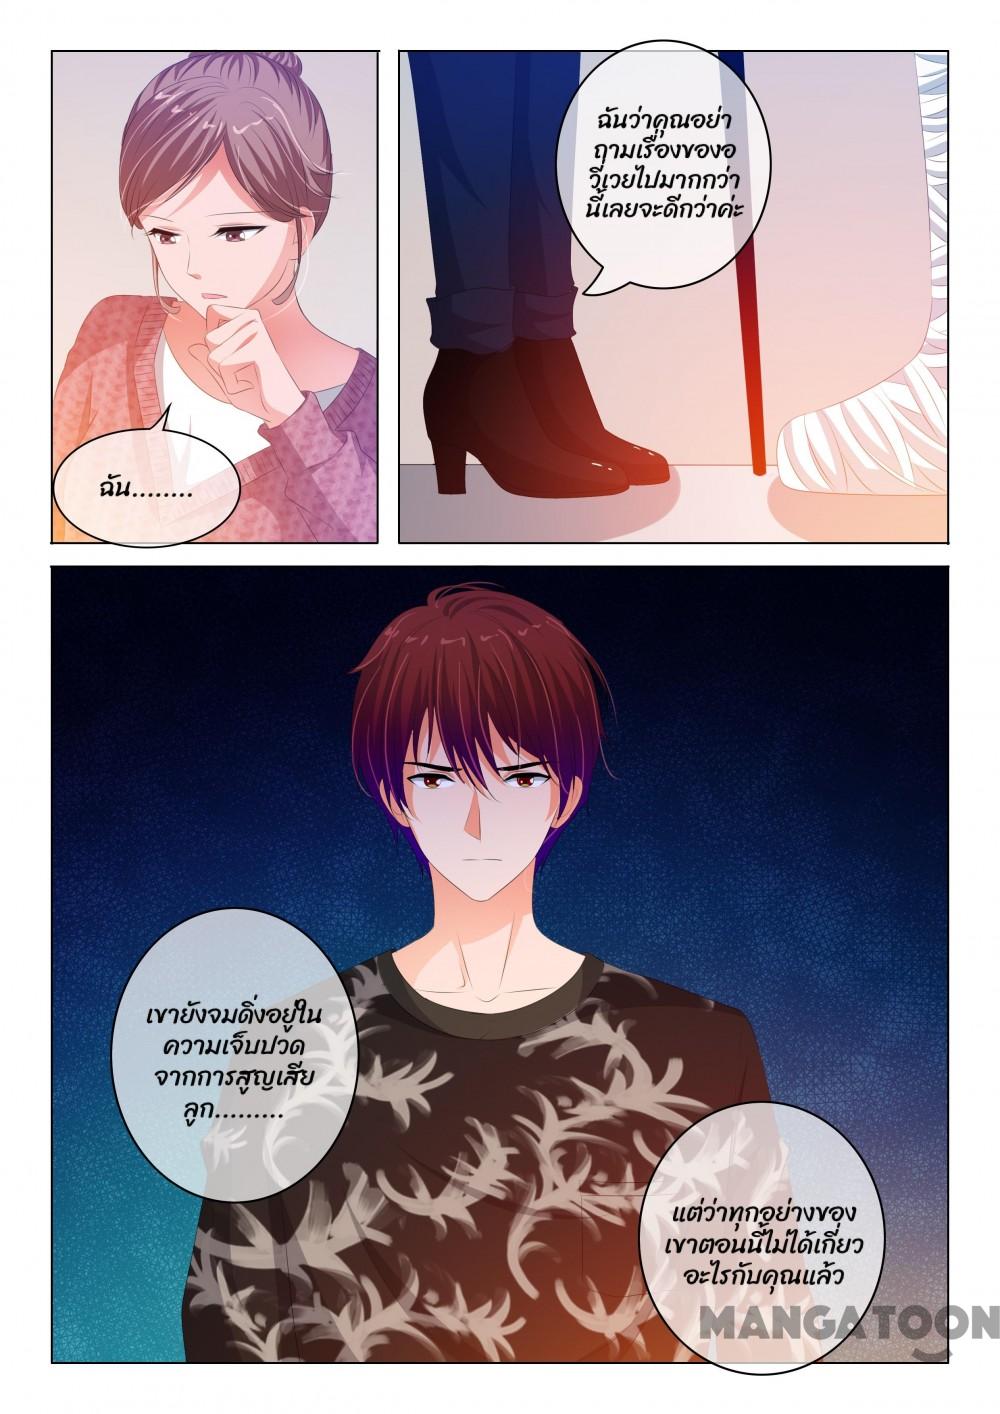 ฉัน........
ฉันว่าคุณอย่า
ถามเรื่องของอ
วี่เวยไปมากกว่า
นี้เลยจะดีกว่าค่ะ
เขายังจมดิ่งอยู่ใน
ความเจ็บปวด
จากการสูญเสีย
ลูก.........
แต่ว่าทุกอย่างของ
เขาตอนนี้ไม่ได้เกี่ยว
อะไรกับคุณแล้ว
MANGATOON